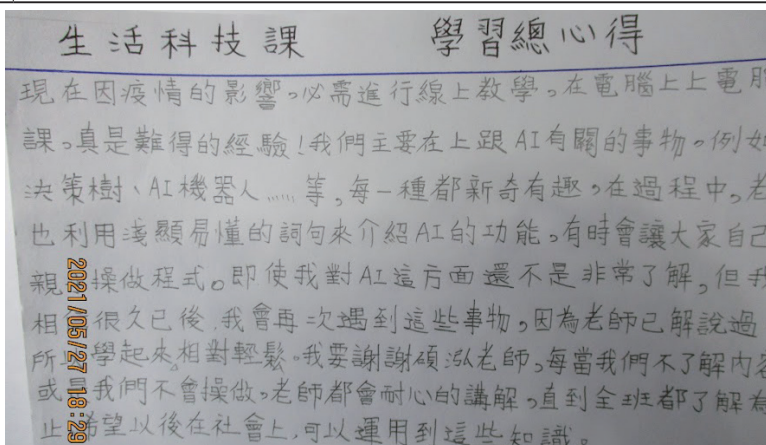 生活科技課 學習總心得
現在因疫情的影響。必需進行線上教學。在電腦上上電腦
課。真是難得的經驗!我們主要在上跟AI有關的事物。例如
決策樹、AI機器人……等,每一種都新奇有趣。在過程中,老
也利用淺顯易懂的詞句來介紹AI的功能。有時會讓大家自己
親 操做程式。即使我對AI這方面還不是非常了解,但我
相 很久已後,我會再次遇到這些事物。因為老師已解說過
所 學起來相對輕鬆。我要謝謝碩泓老師。每當我們不了解內容
或是我們不會操做。老師都會耐心的講解。直到全班都了解為
止 希望以後在社會上,可以運用到這些知識。
2021/05/27 18:29